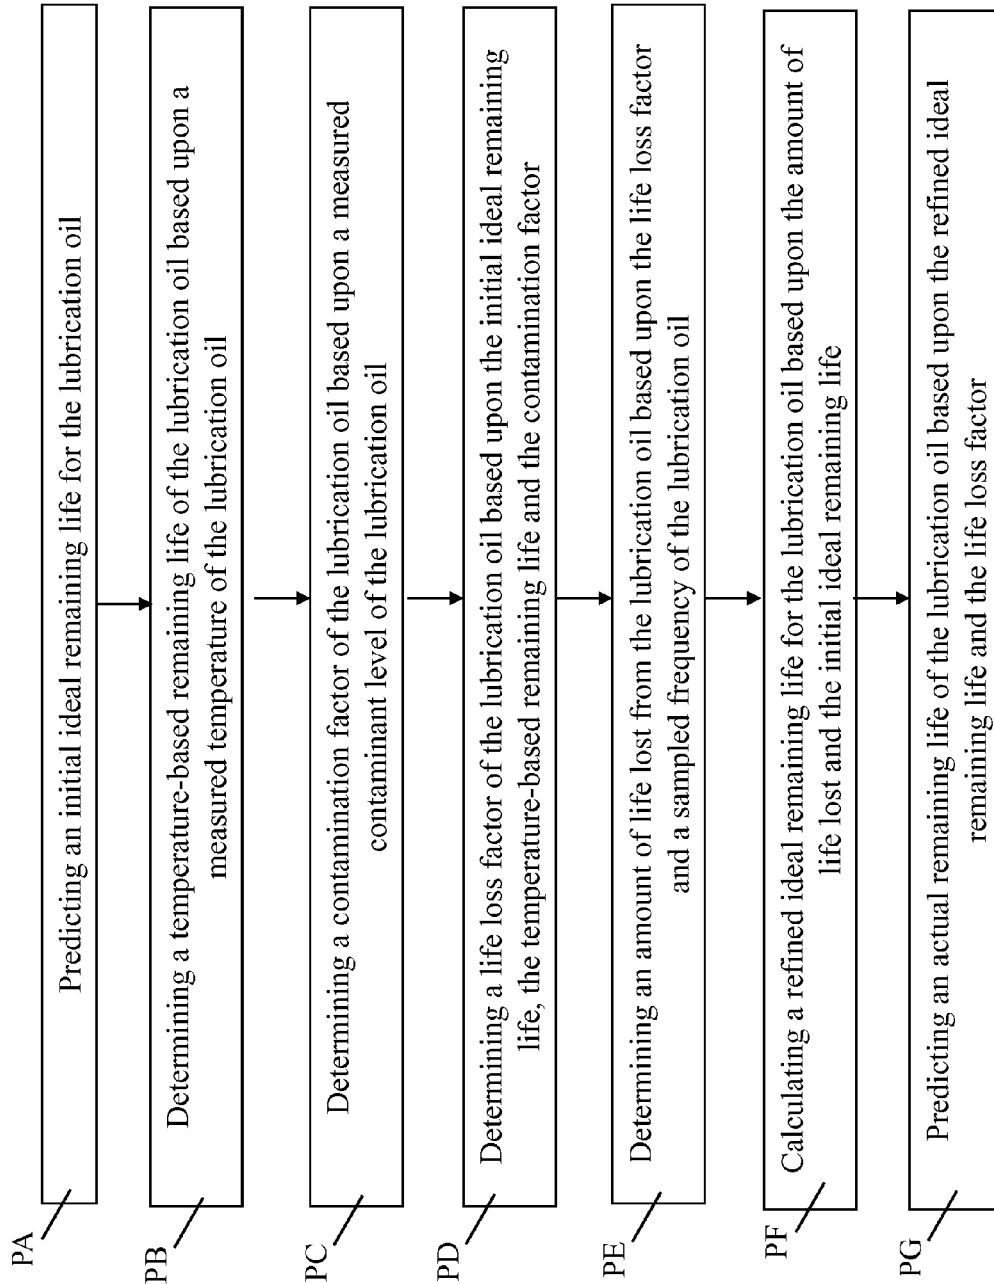 PA
Predicting an initial ideal remaining life for the lubrication oil
PB
Determining a temperature-based remaining life of the lubrication oil based upon a
measured temperature of the lubrication oil
PC
Determining a contamination factor of the lubrication oil based upon a measured
contaminant level of the lubrication oil
PD
Determining a life loss factor of the lubrication oil based upon the initial ideal remaining
life, the temperature-based remaining life and the contamination factor
PE
Determining an amount of life lost from the lubrication oil based upon the life loss factor
and a sampled frequency of the lubrication oil
PF
Calculating a refined ideal remaining life for the lubrication oil based upon the amount of
life lost and the initial ideal remaining life
PG
Predicting an actual remaining life of the lubrication oil based upon the refined ideal
remaining life and the life loss factor